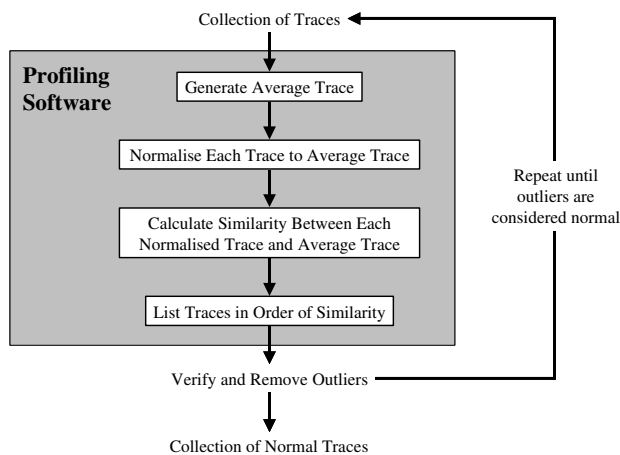 Collection of Traces
Profiling
Software
Generate Average Trace
Normalise Each Trace to Average Trace
Calculate Similarity Between Each
Normalised Trace and Average Trace
List Traces in Order of Similarity
Repeat until
outliers are
considered normal
Verify and Remove Outliers
Collection of Normal Traces